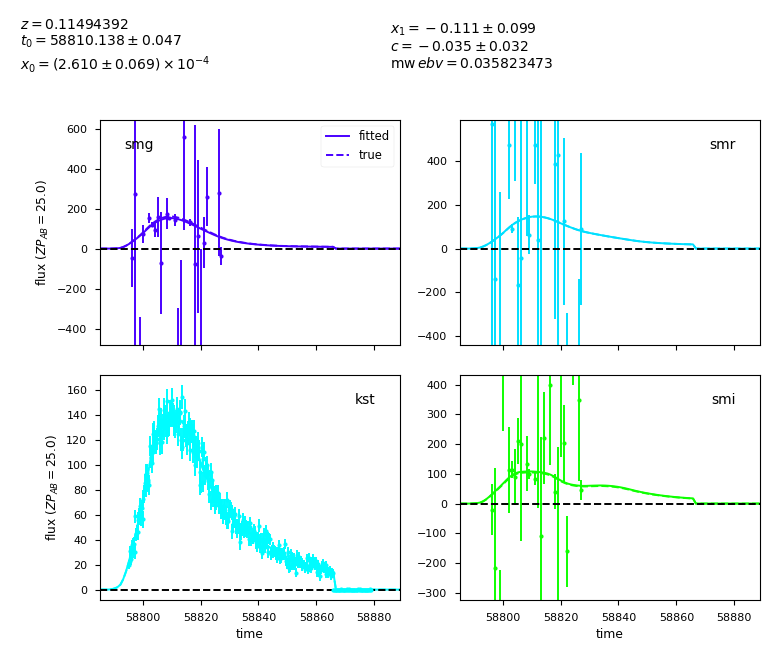 z = 0.11494392
t₀ = 58810.138 ± 0.047
x₀ = (2.610 ± 0.069) × 10⁻⁴
x₁ = −0.111 ± 0.099
c = −0.035 ± 0.032
mw ebv = 0.035823473
600
400
200
0
−200
−400
flux (ZP_AB = 25.0)
smg
fitted
true
400
200
0
−200
−400
smr
160
140
120
100
80
60
40
20
0
flux (ZP_AB = 25.0)
kst
58800 58820 58840 58860 58880
time
400
300
200
100
0
−100
−200
−300
smi
58800 58820 58840 58860 58880
time